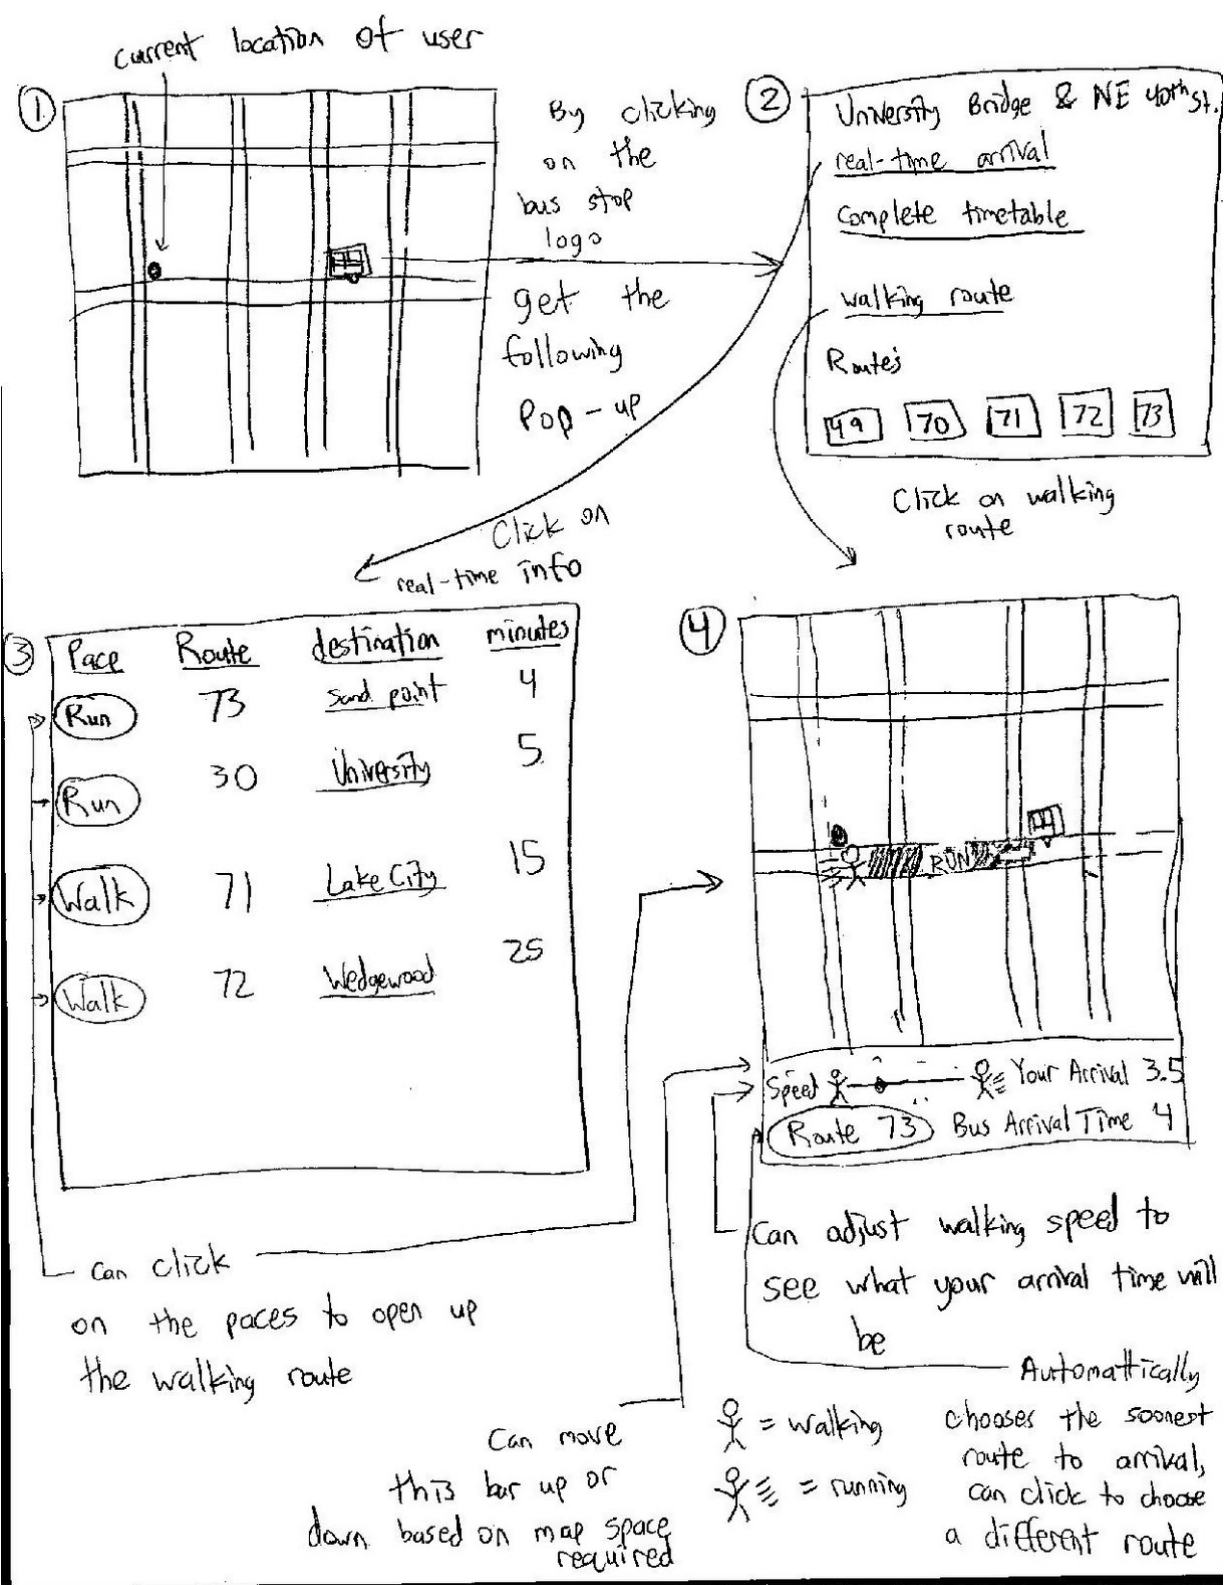 current location of user
1
By clicking
on the
bus stop
logo
get the
following
Pop-up
2
University Bridge & NE 40th St.
real-time arrival
Complete timetable
walking route
Routes
49 70 71 72 73
Click on walking
route
Click on
real-time info
3
Pace Route destination minutes
Run 73 Sand point 4
Run 30 University 5
Walk 71 Lake City 15
Walk 72 Wedgewood 25
Can click
on the paces to open up
the walking route
4
RUN
Speed Your Arrival 3.5
Route 73 Bus Arrival Time 4
Can adjust walking speed to
see what your arrival time will
be
Automattically
chooses the soonest
route to arrival,
can click to choose
a different route
Can move
this bar up or
down based on map space
required
= walking
= running